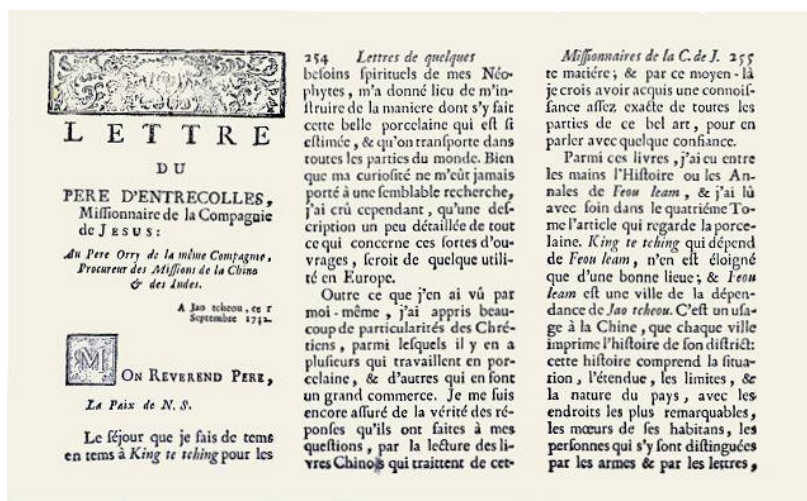 LETTRE
DU
PERE D'ENTRECOLLES,
Miſſionnaire de la Compagnie
de JESUS:
Au Pere Orry de la même Compagnie,
Procureur des Miſſions de la Chine
& des Indes.
A Jao tcheou, ce 1
Septembre 1712.
MON REVEREND PERE,
La Paix de N. S.
Le ſéjour que je fais de tems
en tems à King te tching pour les
254 Lettres de quelques
beſoins ſpirituels de mes Néo-
phytes, m'a donné lieu de m'in-
ſtruire de la maniere dont s'y fait
cette belle porcelaine qui eſt ſi
eſtimée, & qu'on tranſporte dans
toutes les parties du monde. Bien
que ma curioſité ne m'eût jamais
porté à une ſemblable recherche,
j'ai crû cependant, qu'une deſ-
cription un peu détaillée de tout
ce qui concerne ces ſortes d'ou-
vrages, ſeroit de quelque utili-
té en Europe.
Outre ce que j'en ai vû par
moi-même, j'ai appris beau-
coup de particularités des Chré-
tiens, parmi leſquels il y en a
pluſieurs qui travaillent en por-
celaine, & d'autres qui en font
un grand commerce. Je me ſuis
encore aſſuré de la vérité des ré-
ponſes qu'ils ont faites à mes
queſtions, par la lecture des li-
vres Chinois qui traittent de cet-
Miſſionnaires de la C. de J. 255
te matiére; & par ce moyen-là
je crois avoir acquis une connoiſ-
ſance aſſez exacte de toutes les
parties de ce bel art, pour en
parler avec quelque confiance.
Parmi ces livres, j'ai eu entre
les mains l'Hiſtoire ou les An-
nales de Feou leam, & j'ai lû
avec ſoin dans le quatriéme To-
me l'article qui regarde la porce-
laine. King te tching qui dépend
de Feou leam, n'en eſt éloigné
que d'une bonne lieue; & Feou
leam eſt une ville de la dépen-
dance de Jao tcheou. C'eſt un uſa-
ge à la Chine, que chaque ville
imprime l'hiſtoire de ſon diſtrict:
cette hiſtoire comprend la ſitua-
tion, l'étendue, les limites, &
la nature du pays, avec les
endroits les plus remarquables,
les mœurs de ſes habitans, les
perſonnes qui s'y ſont diſtinguées
par les armes & par les lettres,